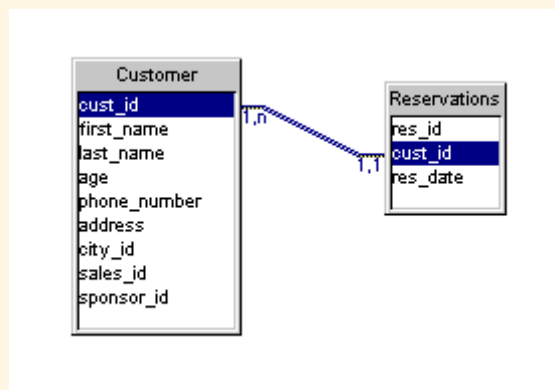 Customer
cust_id
first_name
last_name
age
phone_number
address
city_id
sales_id
sponsor_id
1,n
1,1
Reservations
res_id
cust_id
res_date